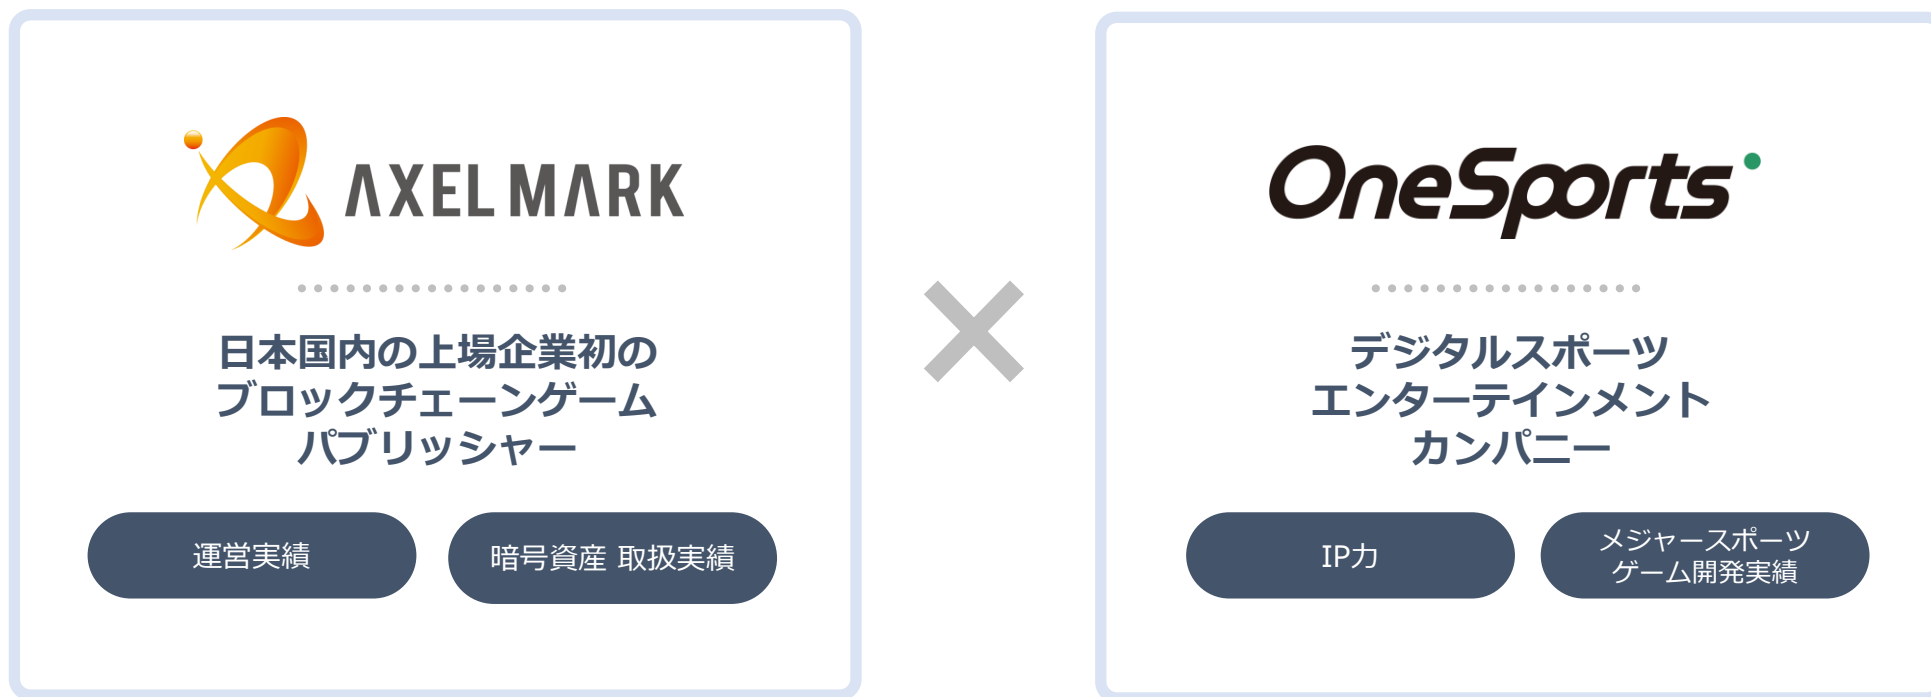 AXEL MARK
日本国内の上場企業初の
ブロックチェーンゲーム
パブリッシャー
運営実績
暗号資産 取扱実績
×
OneSports
デジタルスポーツ
エンターテインメント
カンパニー
IP力
メジャースポーツ
ゲーム開発実績